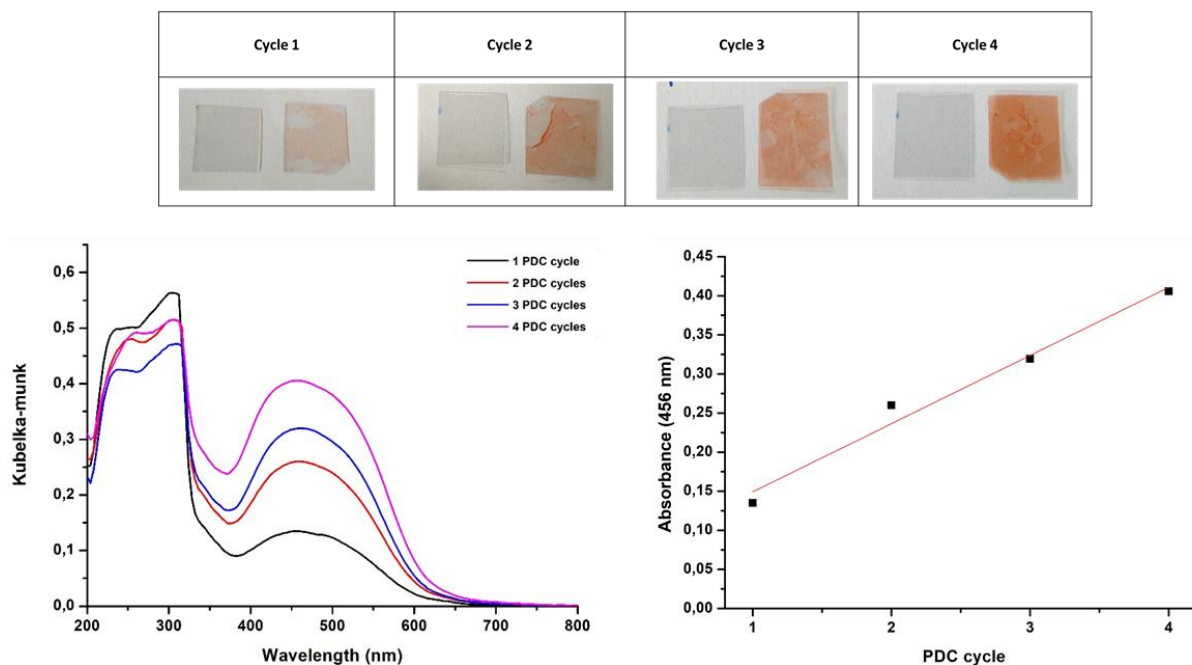 Cycle 1 Cycle 2 Cycle 3 Cycle 4
1 PDC cycle
2 PDC cycles
3 PDC cycles
4 PDC cycles
Kubelka-munk
0,6
0,5
0,4
0,3
0,2
0,1
0,0
200 300 400 500 600 700 800
Wavelength (nm)
Absorbance (456 nm)
0,45
0,40
0,35
0,30
0,25
0,20
0,15
0,10
0,05
0,00
1 2 3 4
PDC cycle